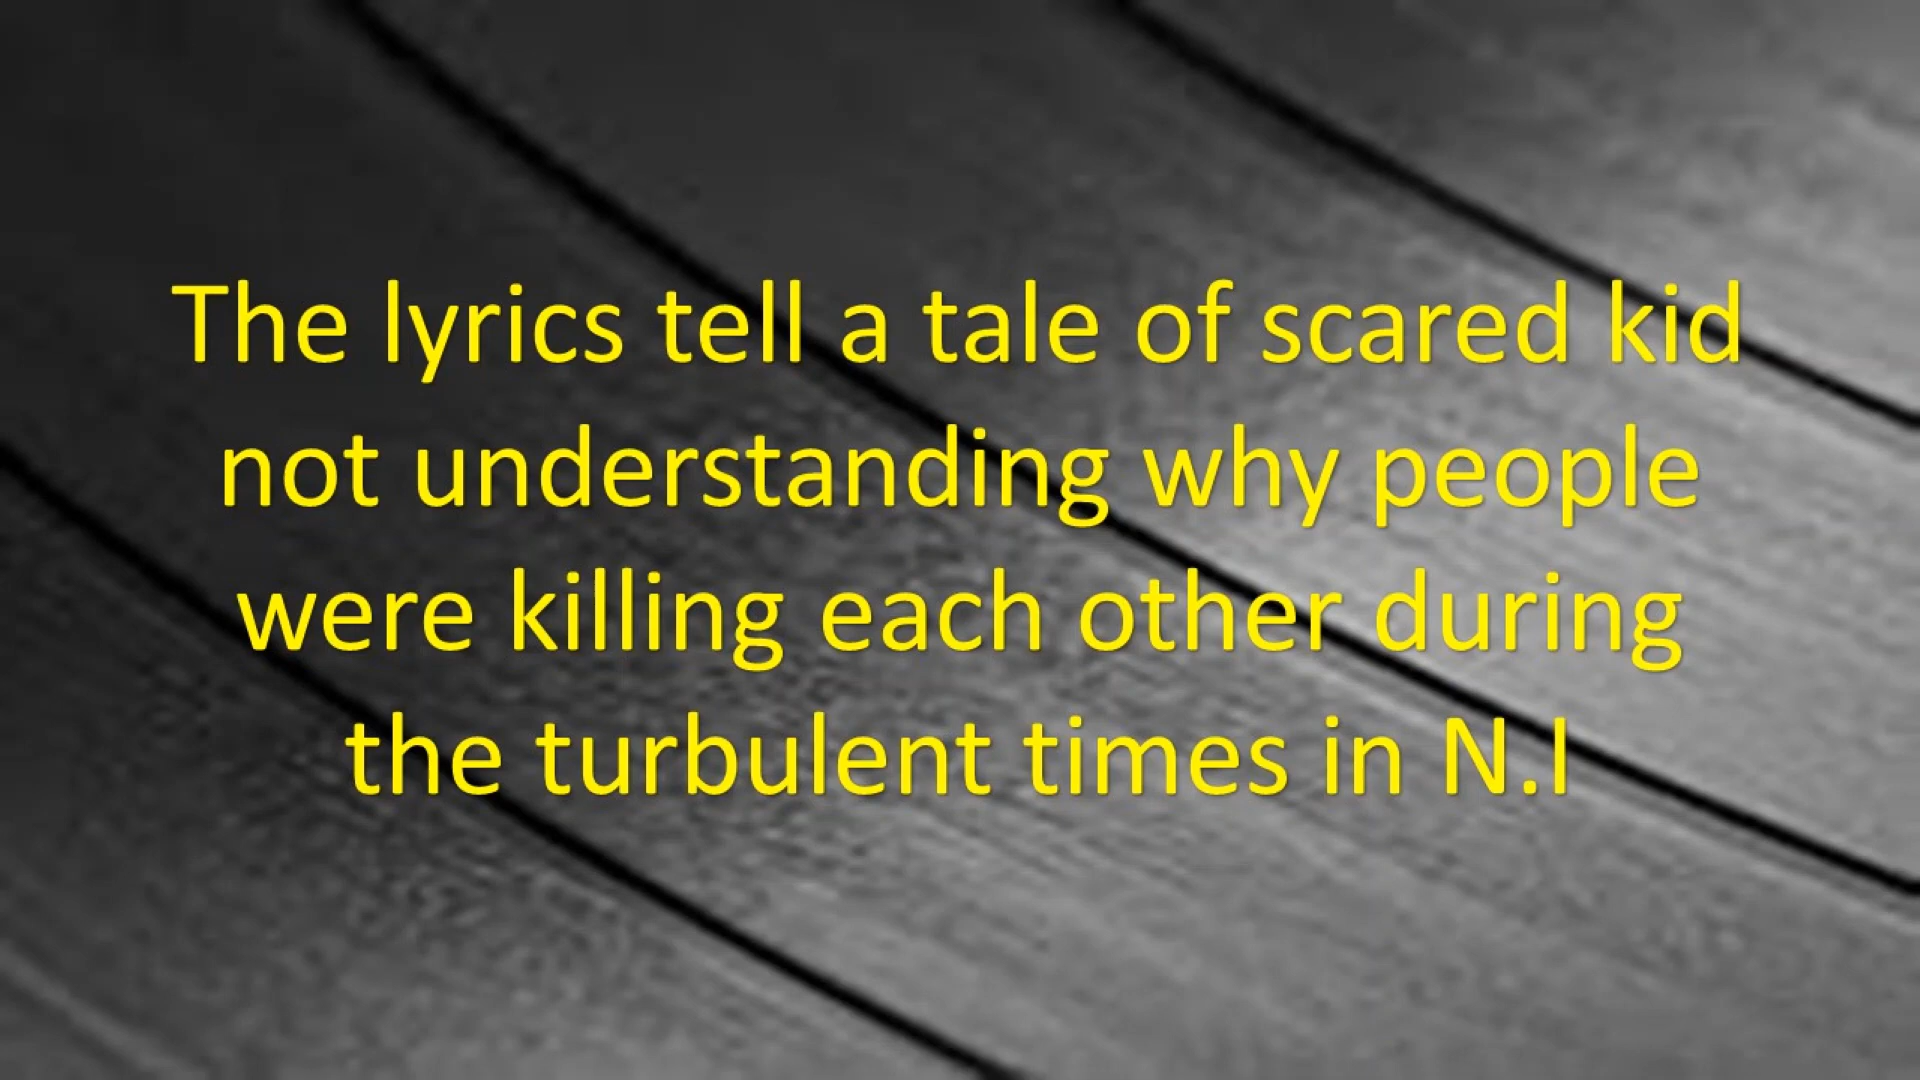 The lyrics tell a tale of scared kid
not understanding why people
were killing each other during
the turbulent times in N.I